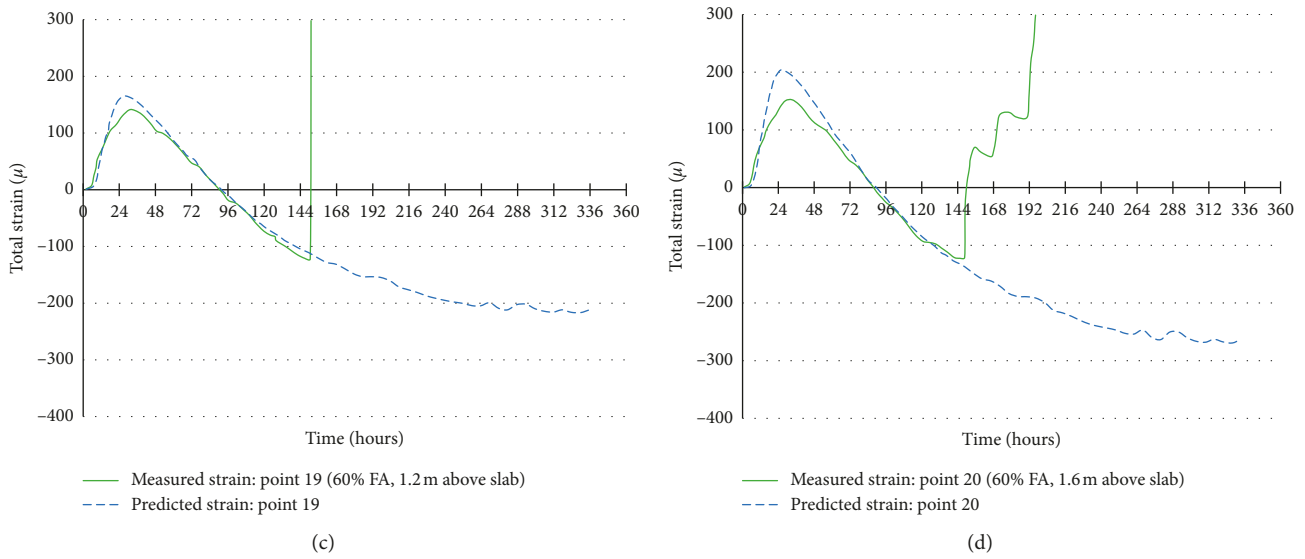 300
200
100
0
–100
–200
–300
–400
Total strain (μ)
0 24 48 72 96 120 144 168 192 216 240 264 288 312 336 360
Time (hours)
Measured strain: point 19 (60% FA, 1.2 m above slab)
Predicted strain: point 19
(c)
300
200
100
0
–100
–200
–300
–400
Total strain (μ)
0 24 48 72 96 120 144 168 192 216 240 264 288 312 336 360
Time (hours)
Measured strain: point 20 (60% FA, 1.6 m above slab)
Predicted strain: point 20
(d)